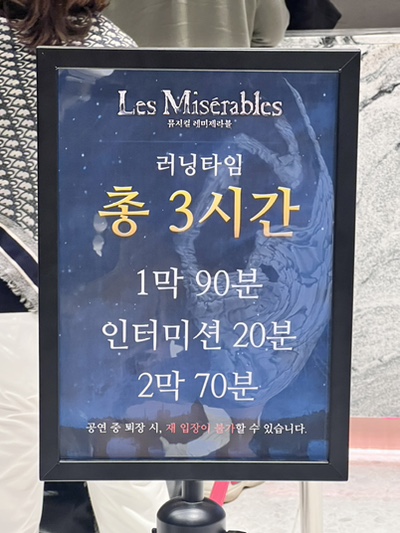 Les Misérables
뮤지컬 레미제라블
러닝타임
총 3시간
1막 90분
인터미션 20분
2막 70분
공연 중 퇴장 시, 재 입장이 불가할 수 있습니다.